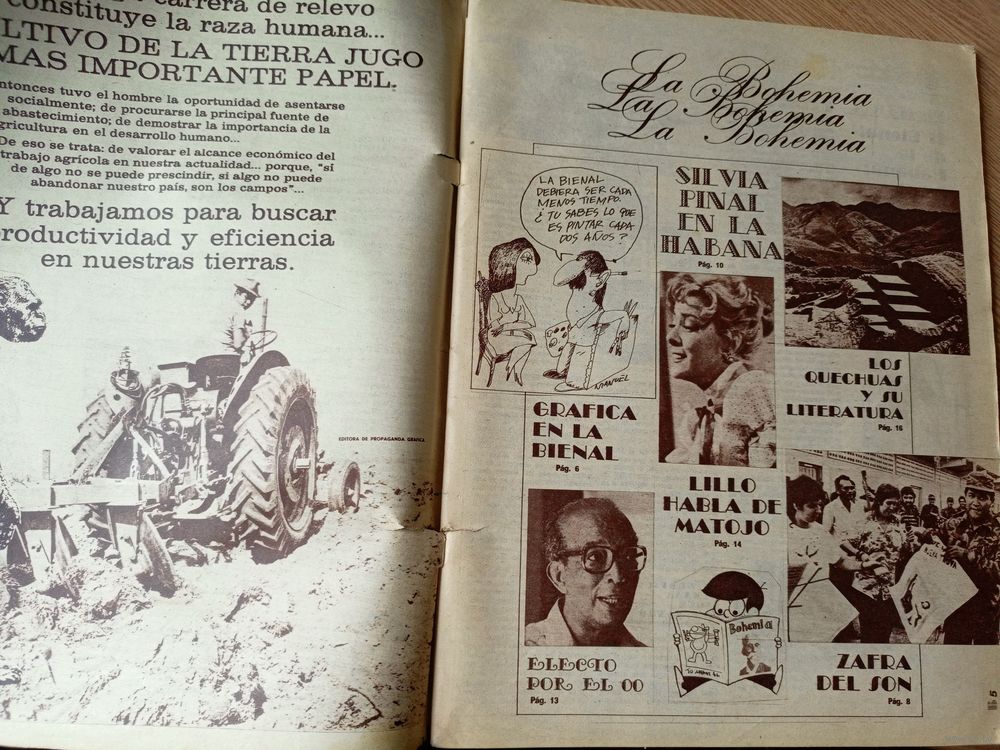 carrera de relevo
constituye la raza humana...
LTIVO DE LA TIERRA JUGO
MAS IMPORTANTE PAPEL.
ntonces tuvo el hombre la oportunidad de asentarse
socialmente; de procurarse la principal fuente de
abastecimiento; de demostrar la importancia de la
gricultura en el desarrollo humano...
De eso se trata: de valorar el alcance económico del
trabajo agrícola en nuestra actualidad... porque, "si
de algo no se puede prescindir, si algo no puede
abandonar nuestro país, son los campos"...
Y trabajamos para buscar
roductividad y eficiencia
en nuestras tierras.
EDITORA DE PROPAGANDA GRAFICA
La Bohemia
La Bohemia
La Bohemia
LA BIENAL
DEBIERA SER CADA
MENOS TIEMPO.
¿TU SABES LO QUE
ES PINTAR CADA
DOS AÑOS?
MANUEL
GRAFICA
EN LA
BIENAL
Pág. 6
SILVIA
PINAL
EN LA
HABANA
Pág. 10
LOS
QUECHUAS
Y SU
LITERATURA
Pág. 16
LILLO
HABLA DE
MATOJO
Pág. 14
Bohemia
ELECTO
POR EL 00
Pág. 13
ZAFRA
DEL SON
Pág. 8
5